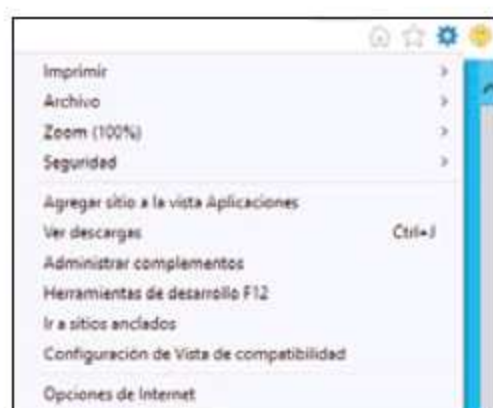 Imprimir
Archivo
Zoom (100%)
Seguridad
Agregar sitio a la vista Aplicaciones
Ver descargas Ctrl+J
Administrar complementos
Herramientas de desarrollo F12
Ir a sitios anclados
Configuración de Vista de compatibilidad
Opciones de Internet